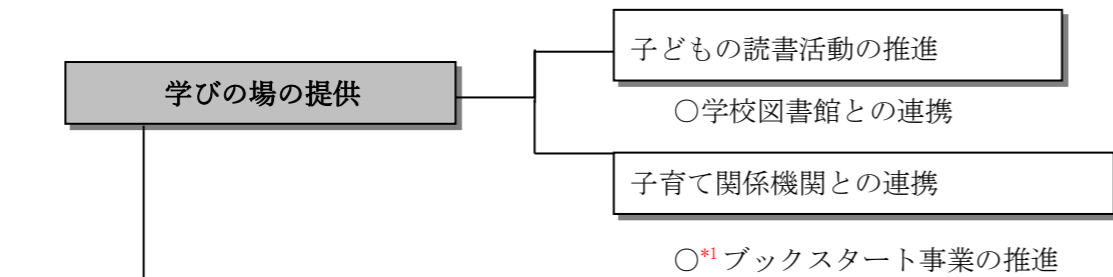 子どもの読書活動の推進
学びの場の提供
○学校図書館との連携
子育て関係機関との連携
○*1 ブックスタート事業の推進